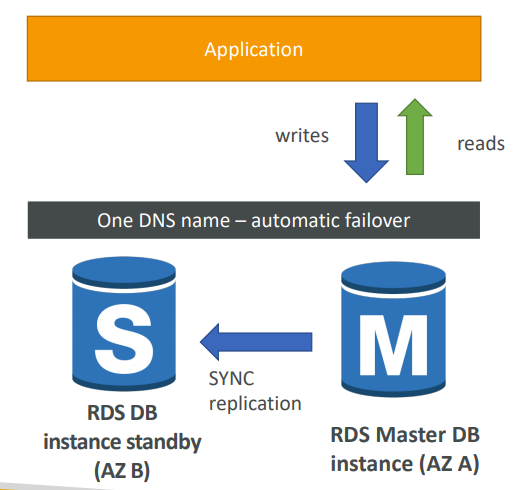 Application
writes
reads
One DNS name – automatic failover
S
M
SYNC
replication
RDS DB
instance standby
(AZ B)
RDS Master DB
instance (AZ A)